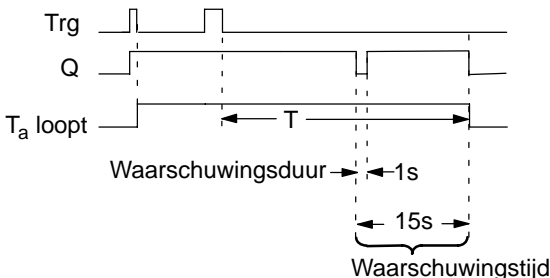 Trg
Q
Ta loopt
T
Waarschuwingsduur 1s
15s
Waarschuwingstijd